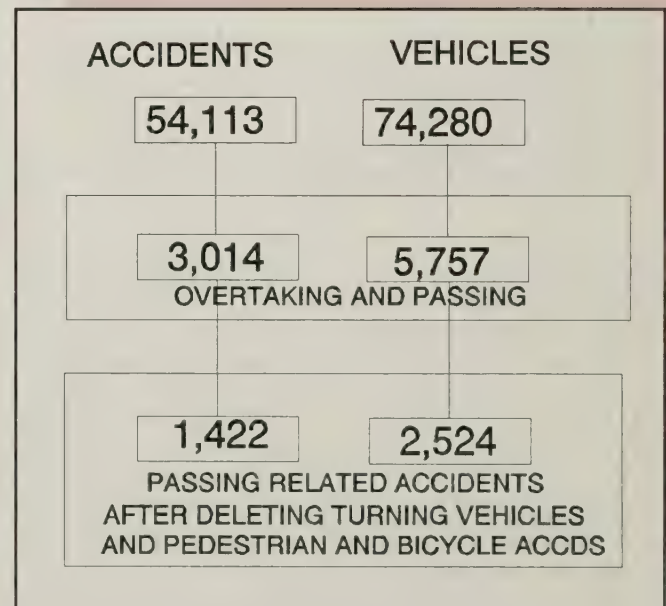 ACCIDENTS VEHICLES
54,113 74,280
3,014 5,757
OVERTAKING AND PASSING
1,422 2,524
PASSING RELATED ACCIDENTS
AFTER DELETING TURNING VEHICLES
AND PEDESTRIAN AND BICYCLE ACCDS